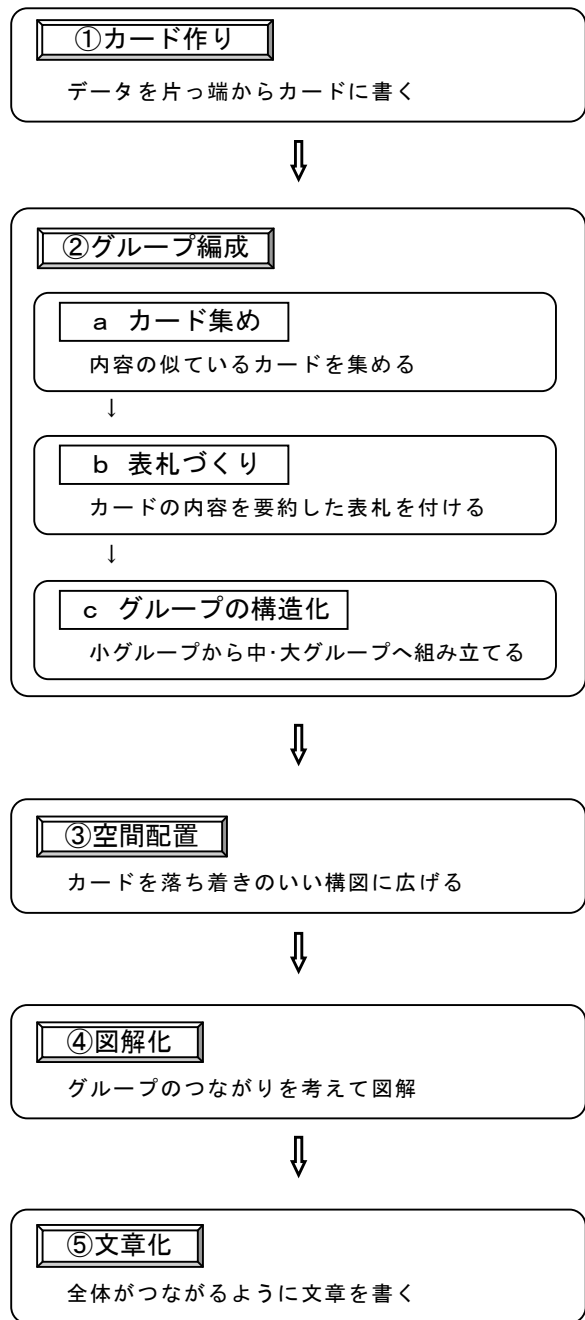 ①カード作り
データを片っ端からカードに書く
⇓
②グループ編成
a カード集め
内容の似ているカードを集める
↓
b 表札づくり
カードの内容を要約した表札を付ける
↓
c グループの構造化
小グループから中・大グループへ組み立てる
⇓
③空間配置
カードを落ち着きのいい構図に広げる
⇓
④図解化
グループのつながりを考えて図解
⇓
⑤文章化
全体がつながるように文章を書く